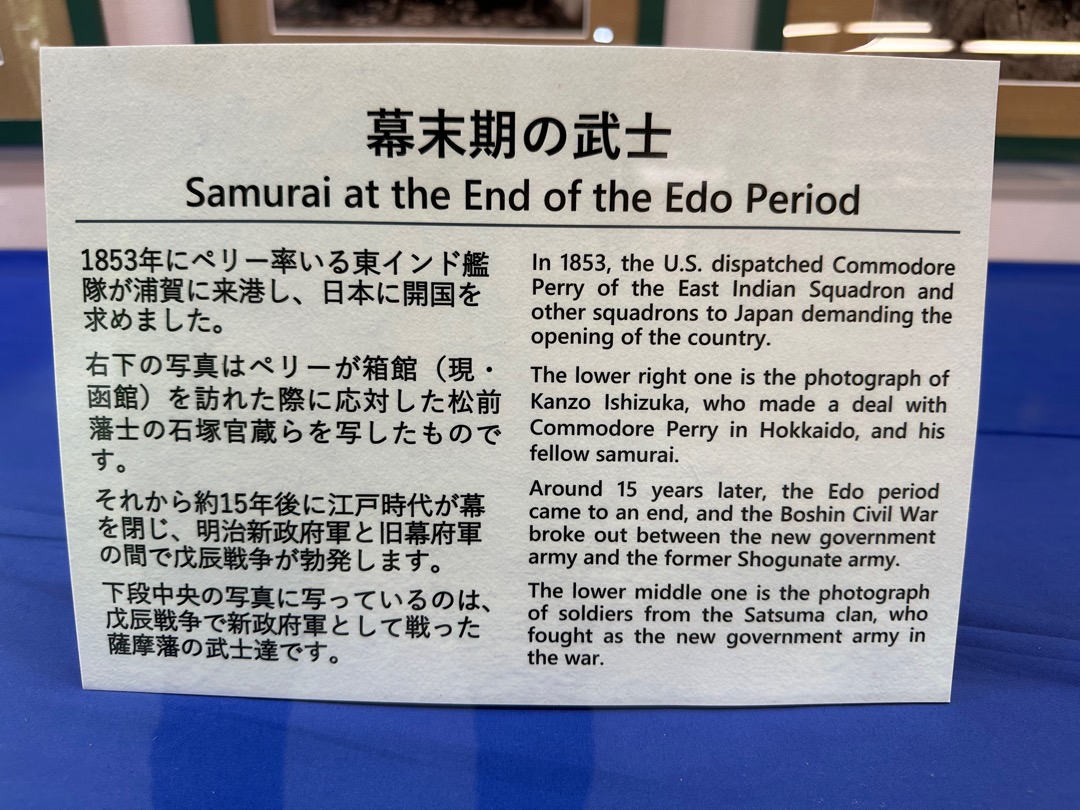 幕末期の武士
Samurai at the End of the Edo Period
1853年にペリー率いる東インド艦
隊が浦賀に来港し、日本に開国を
求めました。
右下の写真はペリーが箱館（現・
函館）を訪れた際に応対した松前
藩士の石塚官蔵らを写したもので
す。
それから約15年後に江戸時代が幕
を閉じ、明治新政府軍と旧幕府軍
の間で戊辰戦争が勃発します。
下段中央の写真に写っているのは、
戊辰戦争で新政府軍として戦った
薩摩藩の武士達です。
In 1853, the U.S. dispatched Commodore
Perry of the East Indian Squadron and
other squadrons to Japan demanding the
opening of the country.
The lower right one is the photograph of
Kanzo Ishizuka, who made a deal with
Commodore Perry in Hokkaido, and his
fellow samurai.
Around 15 years later, the Edo period
came to an end, and the Boshin Civil War
broke out between the new government
army and the former Shogunate army.
The lower middle one is the photograph
of soldiers from the Satsuma clan, who
fought as the new government army in
the war.